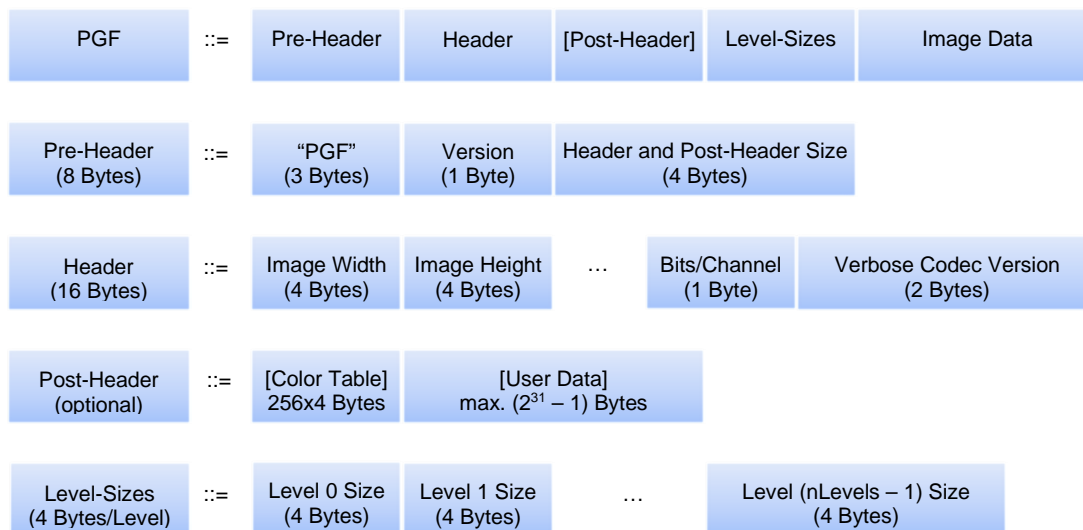 PGF ::= Pre-Header Header [Post-Header] Level-Sizes Image Data
Pre-Header ::= “PGF” Version Header and Post-Header Size
(8 Bytes) (3 Bytes) (1 Byte) (4 Bytes)
Header ::= Image Width Image Height … Bits/Channel Verbose Codec Version
(16 Bytes) (4 Bytes) (4 Bytes) (1 Byte) (2 Bytes)
Post-Header ::= [Color Table] [User Data]
(optional) 256x4 Bytes max. (2³¹ – 1) Bytes
Level-Sizes ::= Level 0 Size Level 1 Size … Level (nLevels – 1) Size
(4 Bytes/Level) (4 Bytes) (4 Bytes) (4 Bytes)